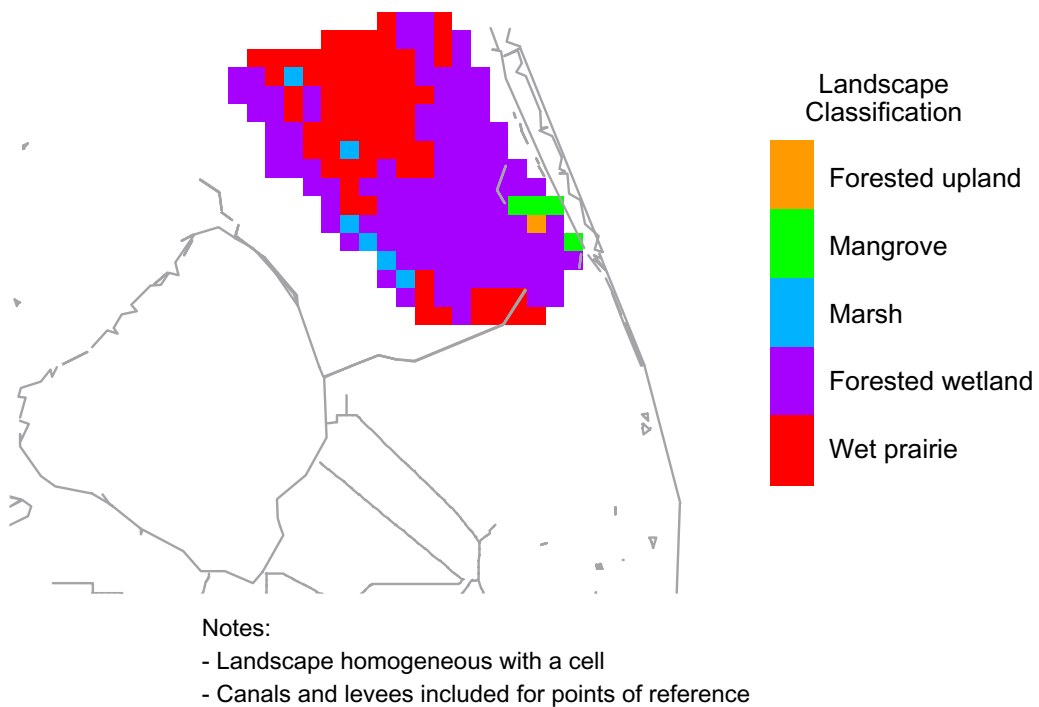 Landscape
Classification
Forested upland
Mangrove
Marsh
Forested wetland
Wet prairie
Notes:
- Landscape homogeneous with a cell
- Canals and levees included for points of reference